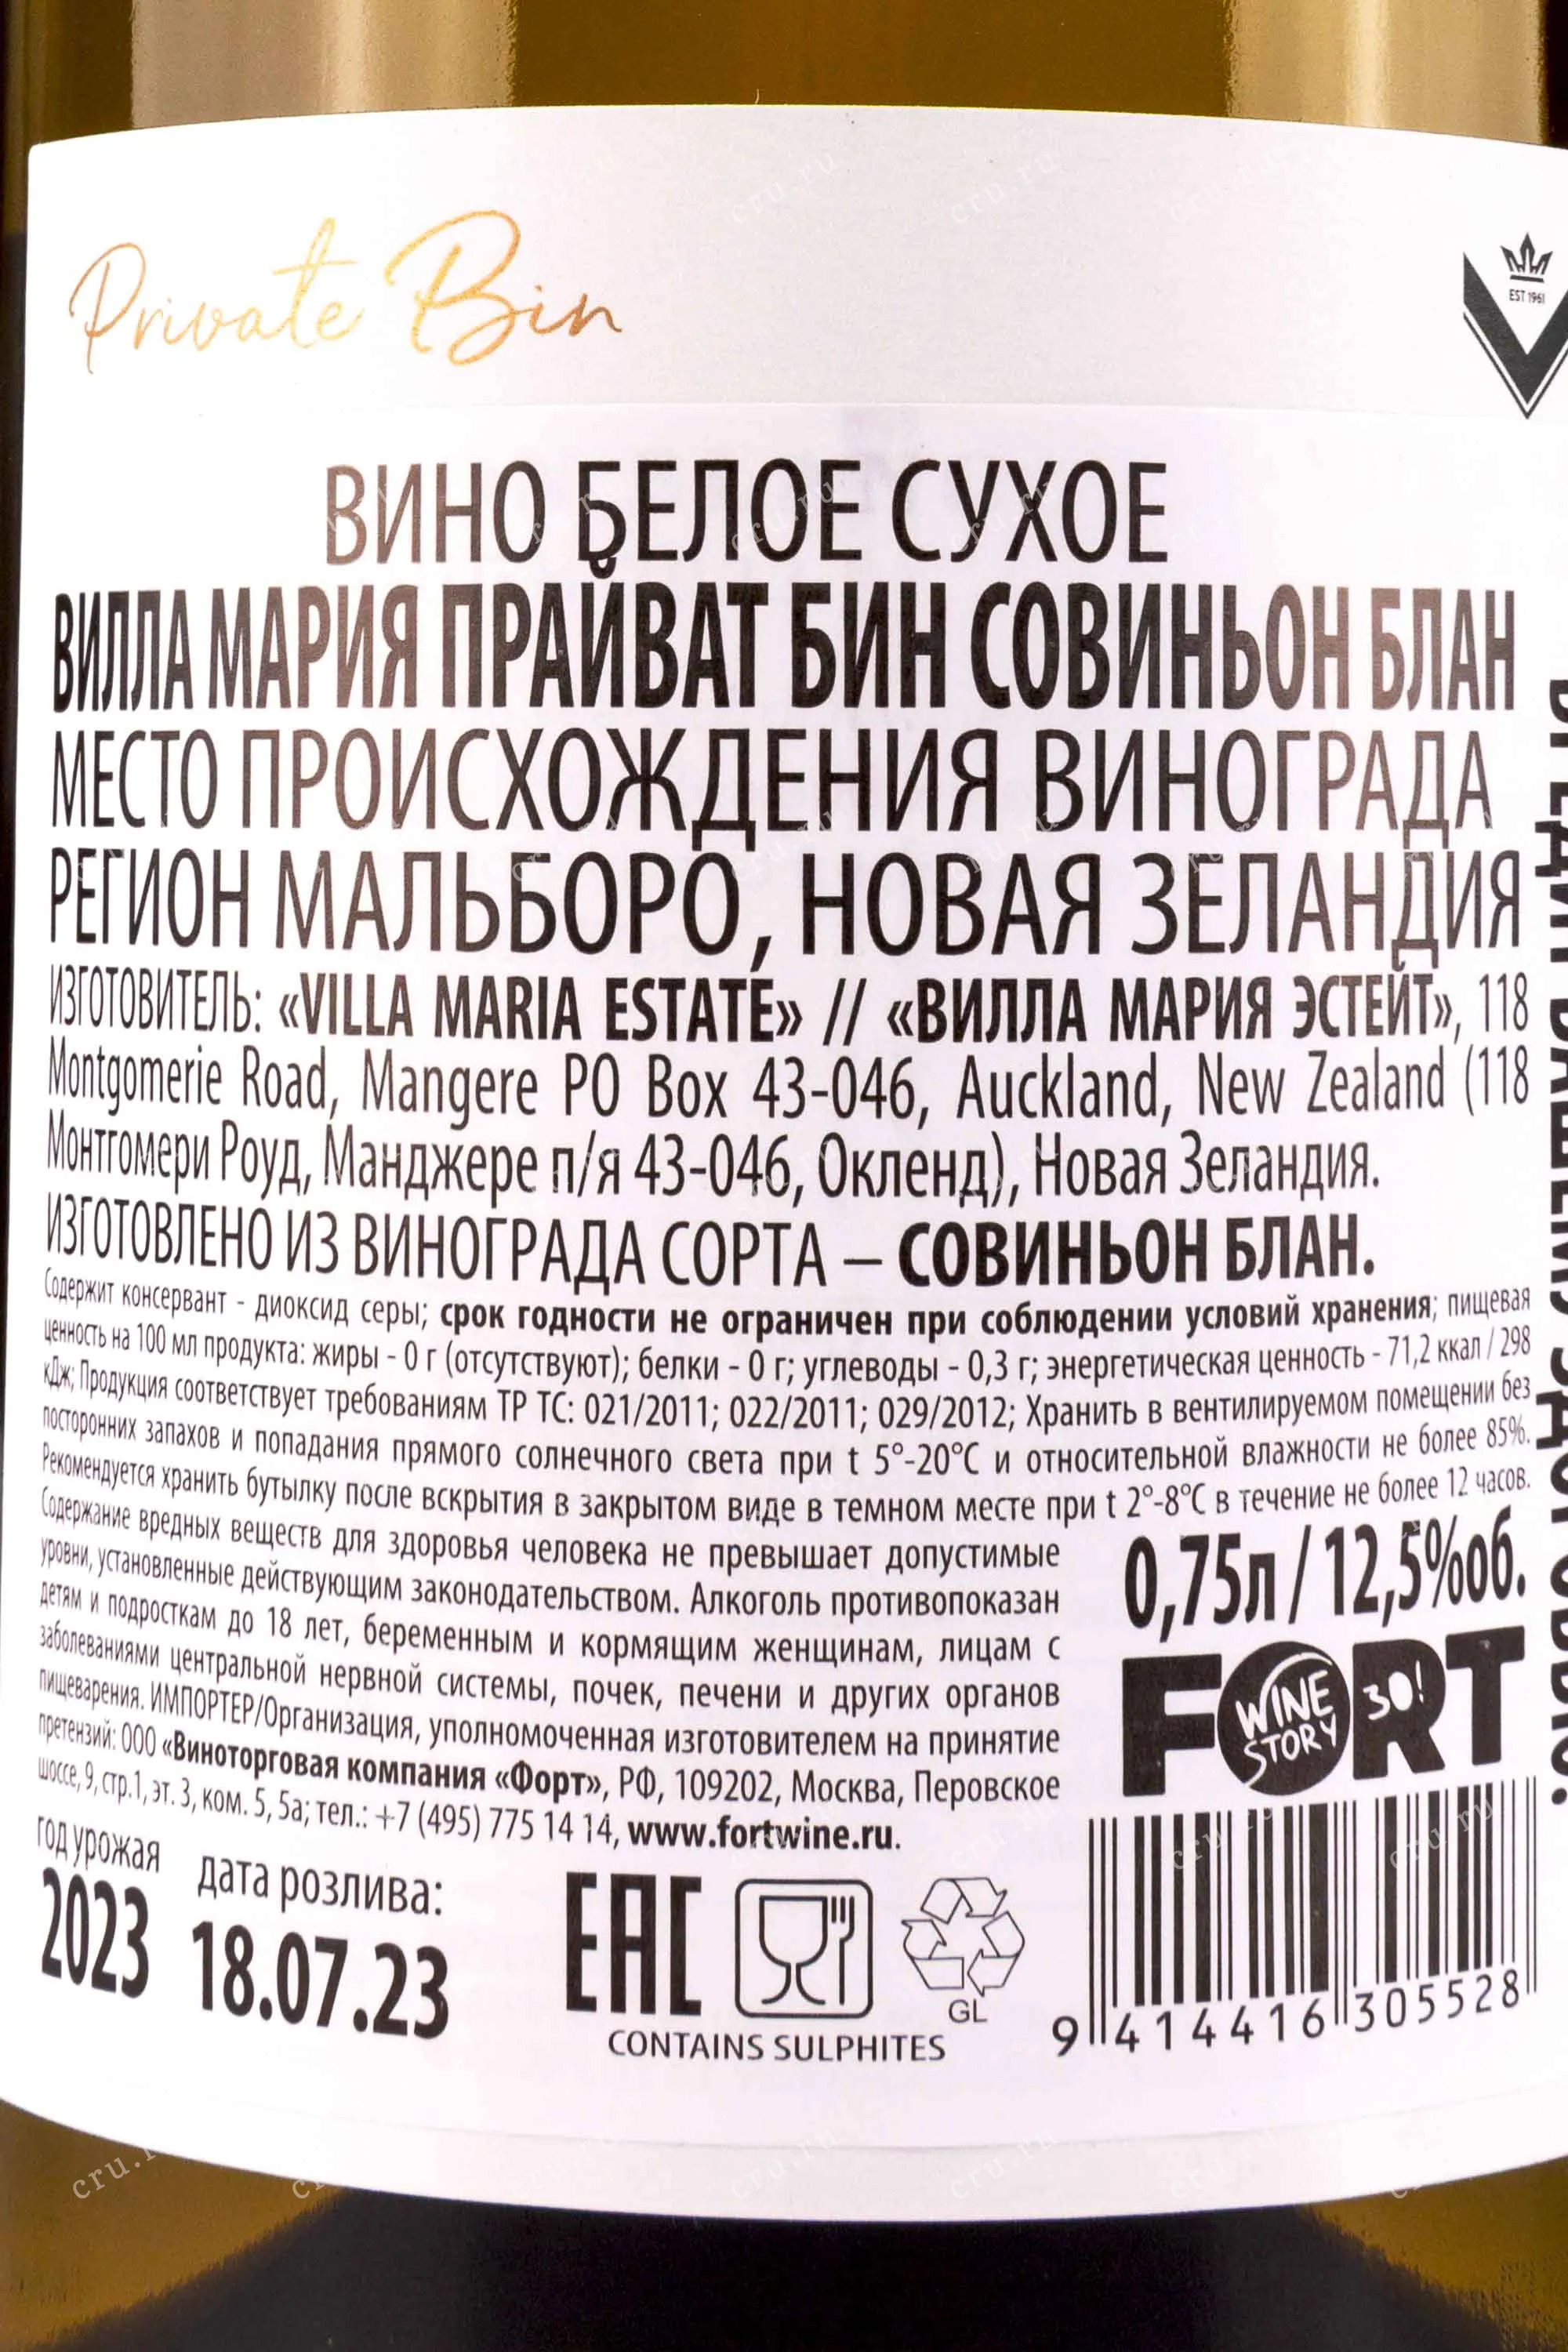 Private Bin
EST 1961
ВИНО БЕЛОЕ СУХОЕ
ВИЛЛА МАРИЯ ПРАЙВАТ БИН СОВИНЬОН БЛАН
МЕСТО ПРОИСХОЖДЕНИЯ ВИНОГРАДА
РЕГИОН МАЛЬБОРО, НОВАЯ ЗЕЛАНДИЯ
ИЗГОТОВИТЕЛЬ: «VILLA MARIA ESTATE» // «ВИЛЛА МАРИЯ ЭСТЕЙТ», 118
Montgomerie Road, Mangere PO Box 43-046, Auckland, New Zealand (118
Монтгомери Роуд, Манджере п/я 43-046, Окленд), Новая Зеландия.
ИЗГОТОВЛЕНО ИЗ ВИНОГРАДА СОРТА – СОВИНЬОН БЛАН.
Содержит консервант - диоксид серы; срок годности не ограничен при соблюдении условий хранения; пищевая
ценность на 100 мл продукта: жиры - 0 г (отсутствуют); белки - 0 г; углеводы - 0,3 г; энергетическая ценность - 71,2 ккал / 298
кДж; Продукция соответствует требованиям ТР ТС: 021/2011; 022/2011; 029/2012; Хранить в вентилируемом помещении без
посторонних запахов и попадания прямого солнечного света при t 5°-20°C и относительной влажности не более 85%.
Рекомендуется хранить бутылку после вскрытия в закрытом виде в темном месте при t 2°-8°C в течение не более 12 часов.
Содержание вредных веществ для здоровья человека не превышает допустимые
уровни, установленные действующим законодательством. Алкоголь противопоказан
детям и подросткам до 18 лет, беременным и кормящим женщинам, лицам с
заболеваниями центральной нервной системы, почек, печени и других органов
пищеварения. ИМПОРТЕР/Организация, уполномоченная изготовителем на принятие
претензий: ООО «Виноторговая компания «Форт», РФ, 109202, Москва, Перовское
шоссе, 9, стр.1, эт. 3, ком. 5, 5а; тел.: +7 (495) 775 14 14, www.fortwine.ru.
0,75л / 12,5%об.
FORT
WINE STORY
30!
год урожая
2023
дата розлива:
18.07.23
EAC
GL
CONTAINS SULPHITES
9 414416 305528
cru.ru